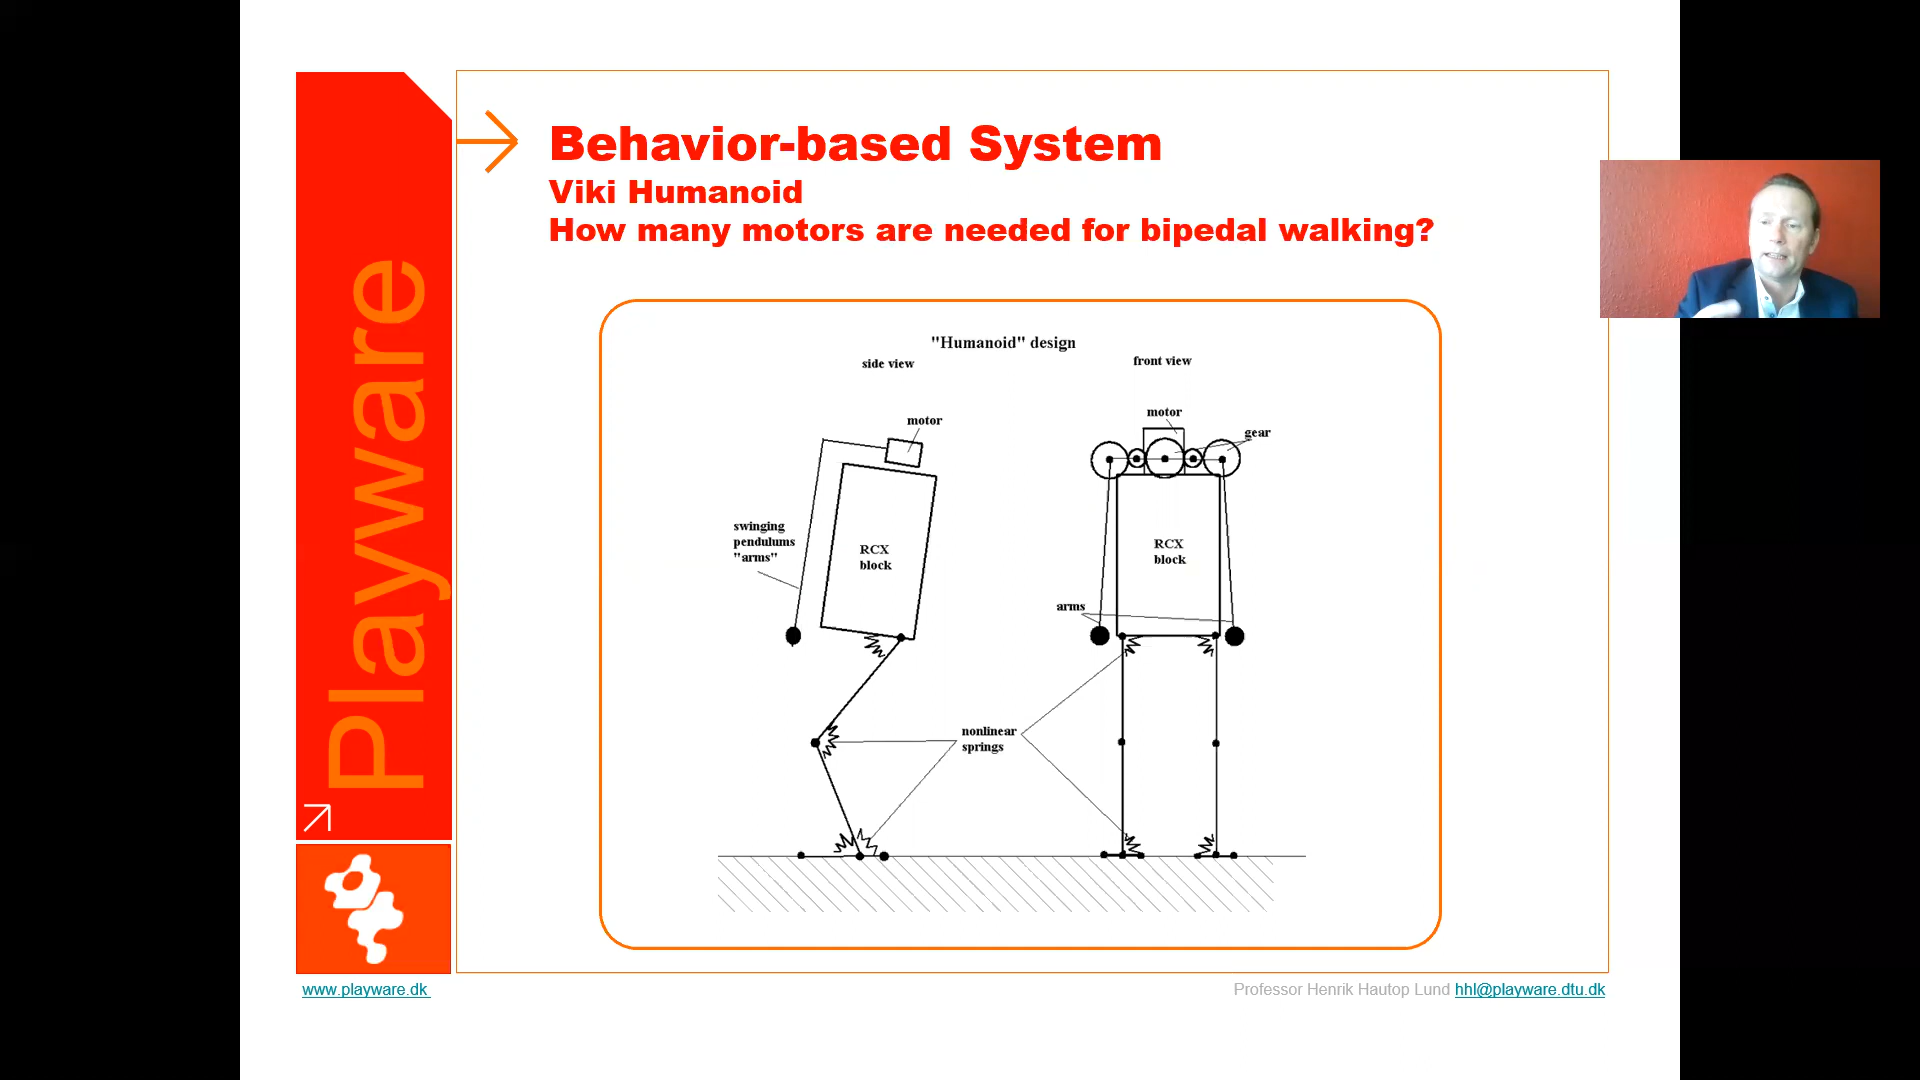 Playware
Behavior-based System
Viki Humanoid
How many motors are needed for bipedal walking?
"Humanoid" design
side view
front view
motor
motor
gear
swinging
pendulums
"arms"
RCX
block
RCX
block
arms
nonlinear
springs
www.playware.dk
Professor Henrik Hautop Lund hhl@playware.dtu.dk